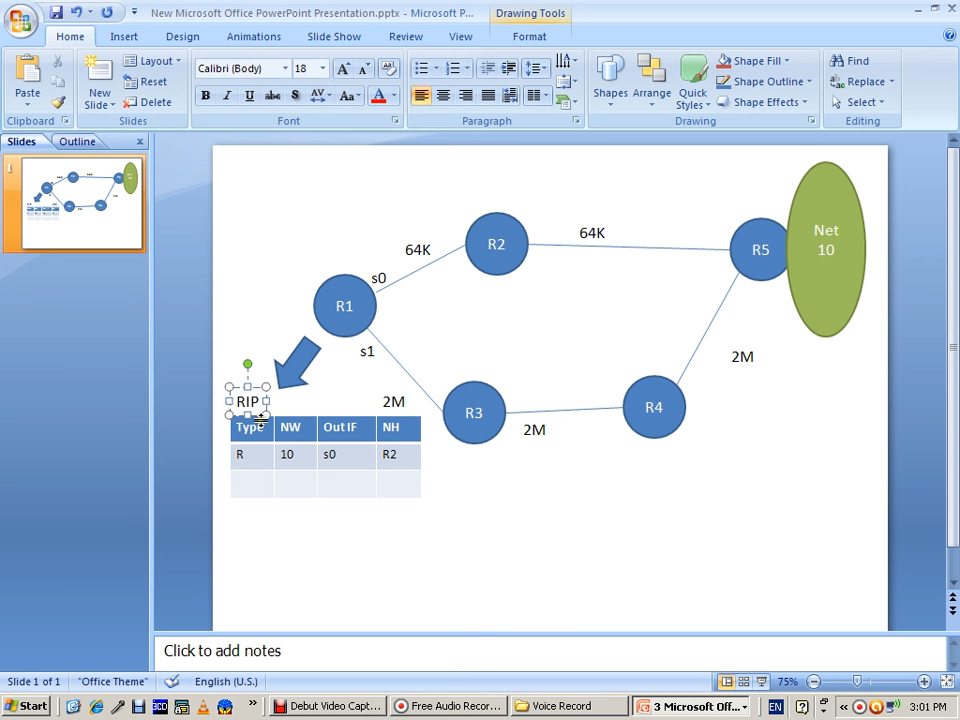 New Microsoft Office PowerPoint Presentation.pptx - Microsoft P...
Drawing Tools
Home Insert Design Animations Slide Show Review View Format
Paste
Clipboard
New Slide
Layout
Reset
Delete
Slides
Calibri (Body) 18
B I U abc S AV Aa A
Font
Paragraph
Shapes Arrange Quick Styles
Shape Fill
Shape Outline
Shape Effects
Drawing
Find
Replace
Select
Editing
Slides Outline
1
64K
64K
R2
R5
Net
10
s0
R1
s1
2M
RIP
2M
R3
R4
2M
Type NW Out IF NH
R 10 s0 R2
Click to add notes
Slide 1 of 1 "Office Theme" English (U.S.) 75%
Start
Debut Video Capt...
Free Audio Recor...
Voice Record
3 Microsoft Off...
EN
3:01 PM